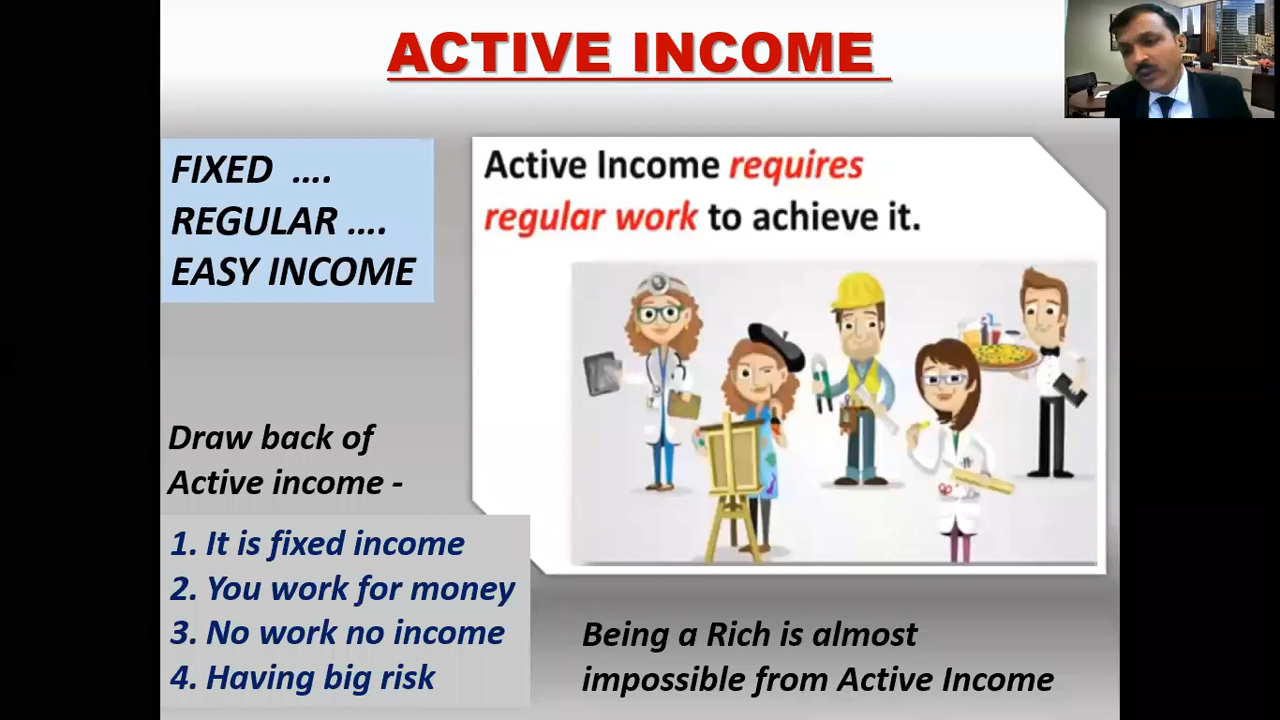 ACTIVE INCOME
FIXED ....
REGULAR ....
EASY INCOME
Active Income requires
regular work to achieve it.
Draw back of
Active income -
1. It is fixed income
2. You work for money
3. No work no income
4. Having big risk
Being a Rich is almost
impossible from Active Income